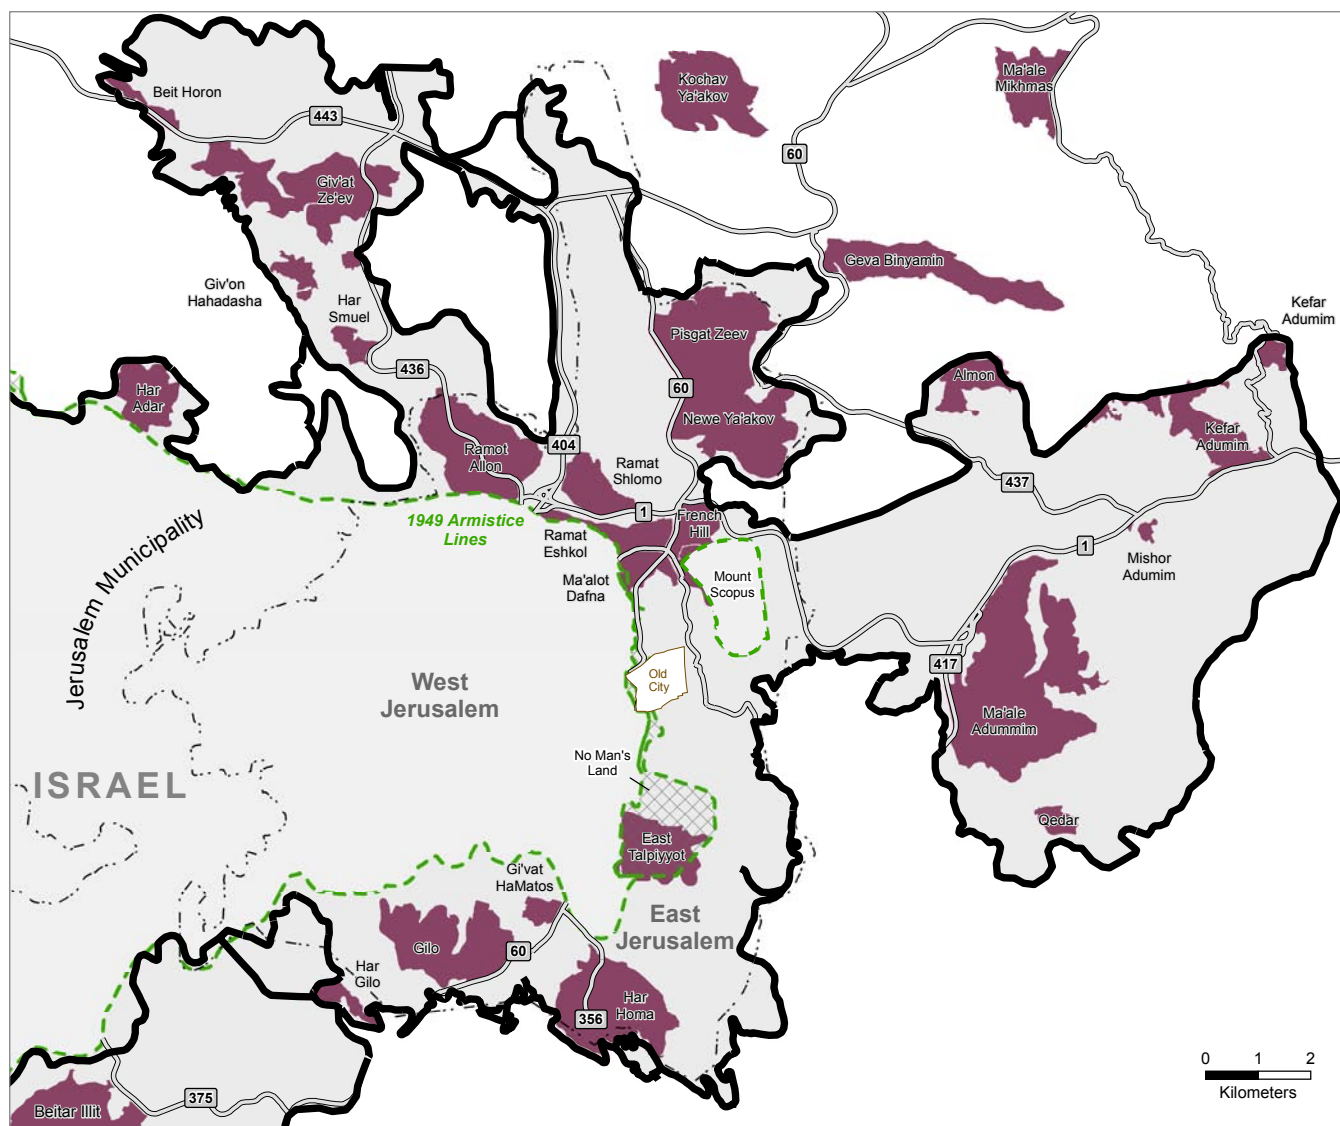 Beit Horon
443
Kochav
Ya'akov
Ma'ale
Mikhmas
60
Giv'at
Ze'ev
Geva Binyamin
Giv'on
Hahadasha
Har
Smuel
Kefar
Adumim
Pisgat Zeev
436
Har
Adar
60
Almon
Newe Ya'akov
Kefar
Adumim
404
Ramot
Allon
Ramat
Shlomo
437
1
French
Hill
1949 Armistice
Lines
Ramat
Eshkol
1
Jerusalem Municipality
Ma'alot
Dafna
Mount
Scopus
Mishor
Adumim
417
Old
City
West
Jerusalem
Ma'ale
Adummim
No Man's
Land
ISRAEL
Qedar
East
Talpiyyot
Gi'vat
HaMatos
East
Jerusalem
Gilo
60
Har
Gilo
Har
Homa
356
0 1 2
Kilometers
375
Beitar Illit